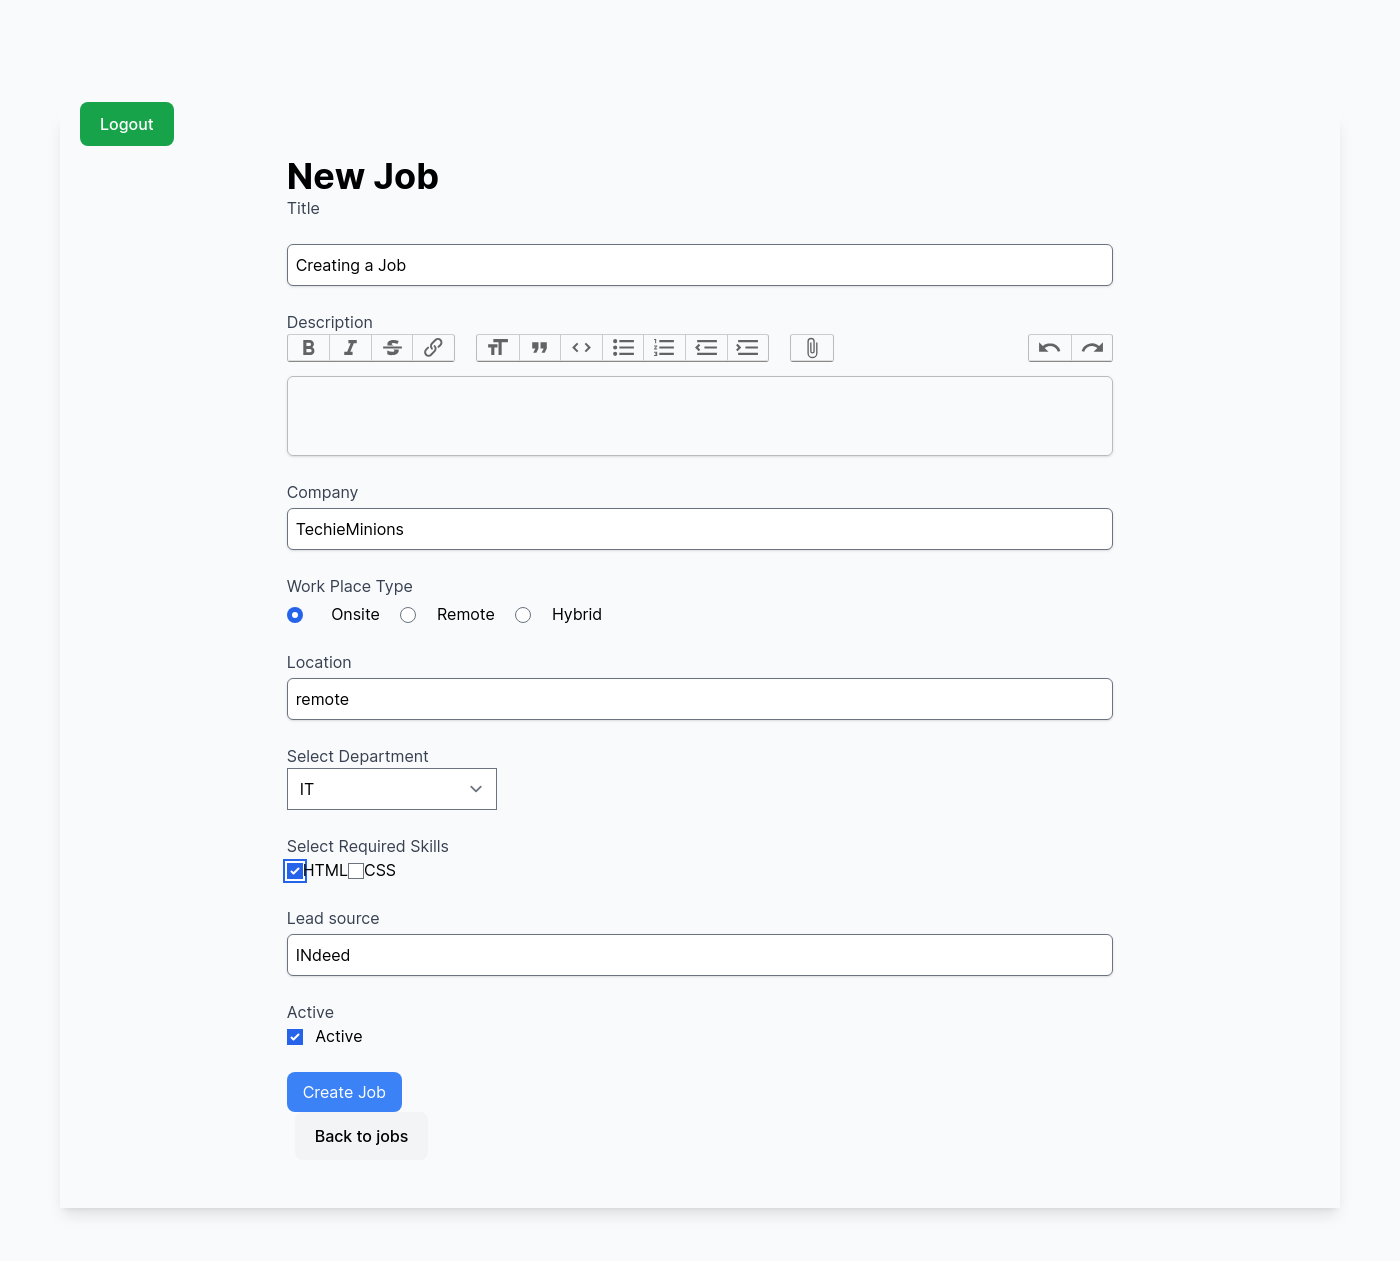 Logout
New Job
Title
Creating a Job
Description
Company
TechieMinions
Work Place Type
Onsite Remote Hybrid
Location
remote
Select Department
IT
Select Required Skills
HTML CSS
Lead source
INdeed
Active
Active
Create Job
Back to jobs